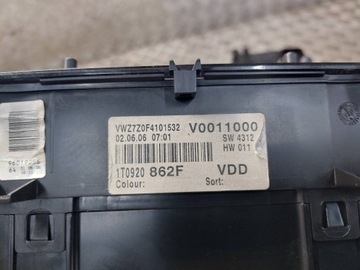 VWZ7Z0F4101532 V0011000
02.06.06 07:01 SW 4312
HW 011
1T0920 862F VDD
Colour: Sort: